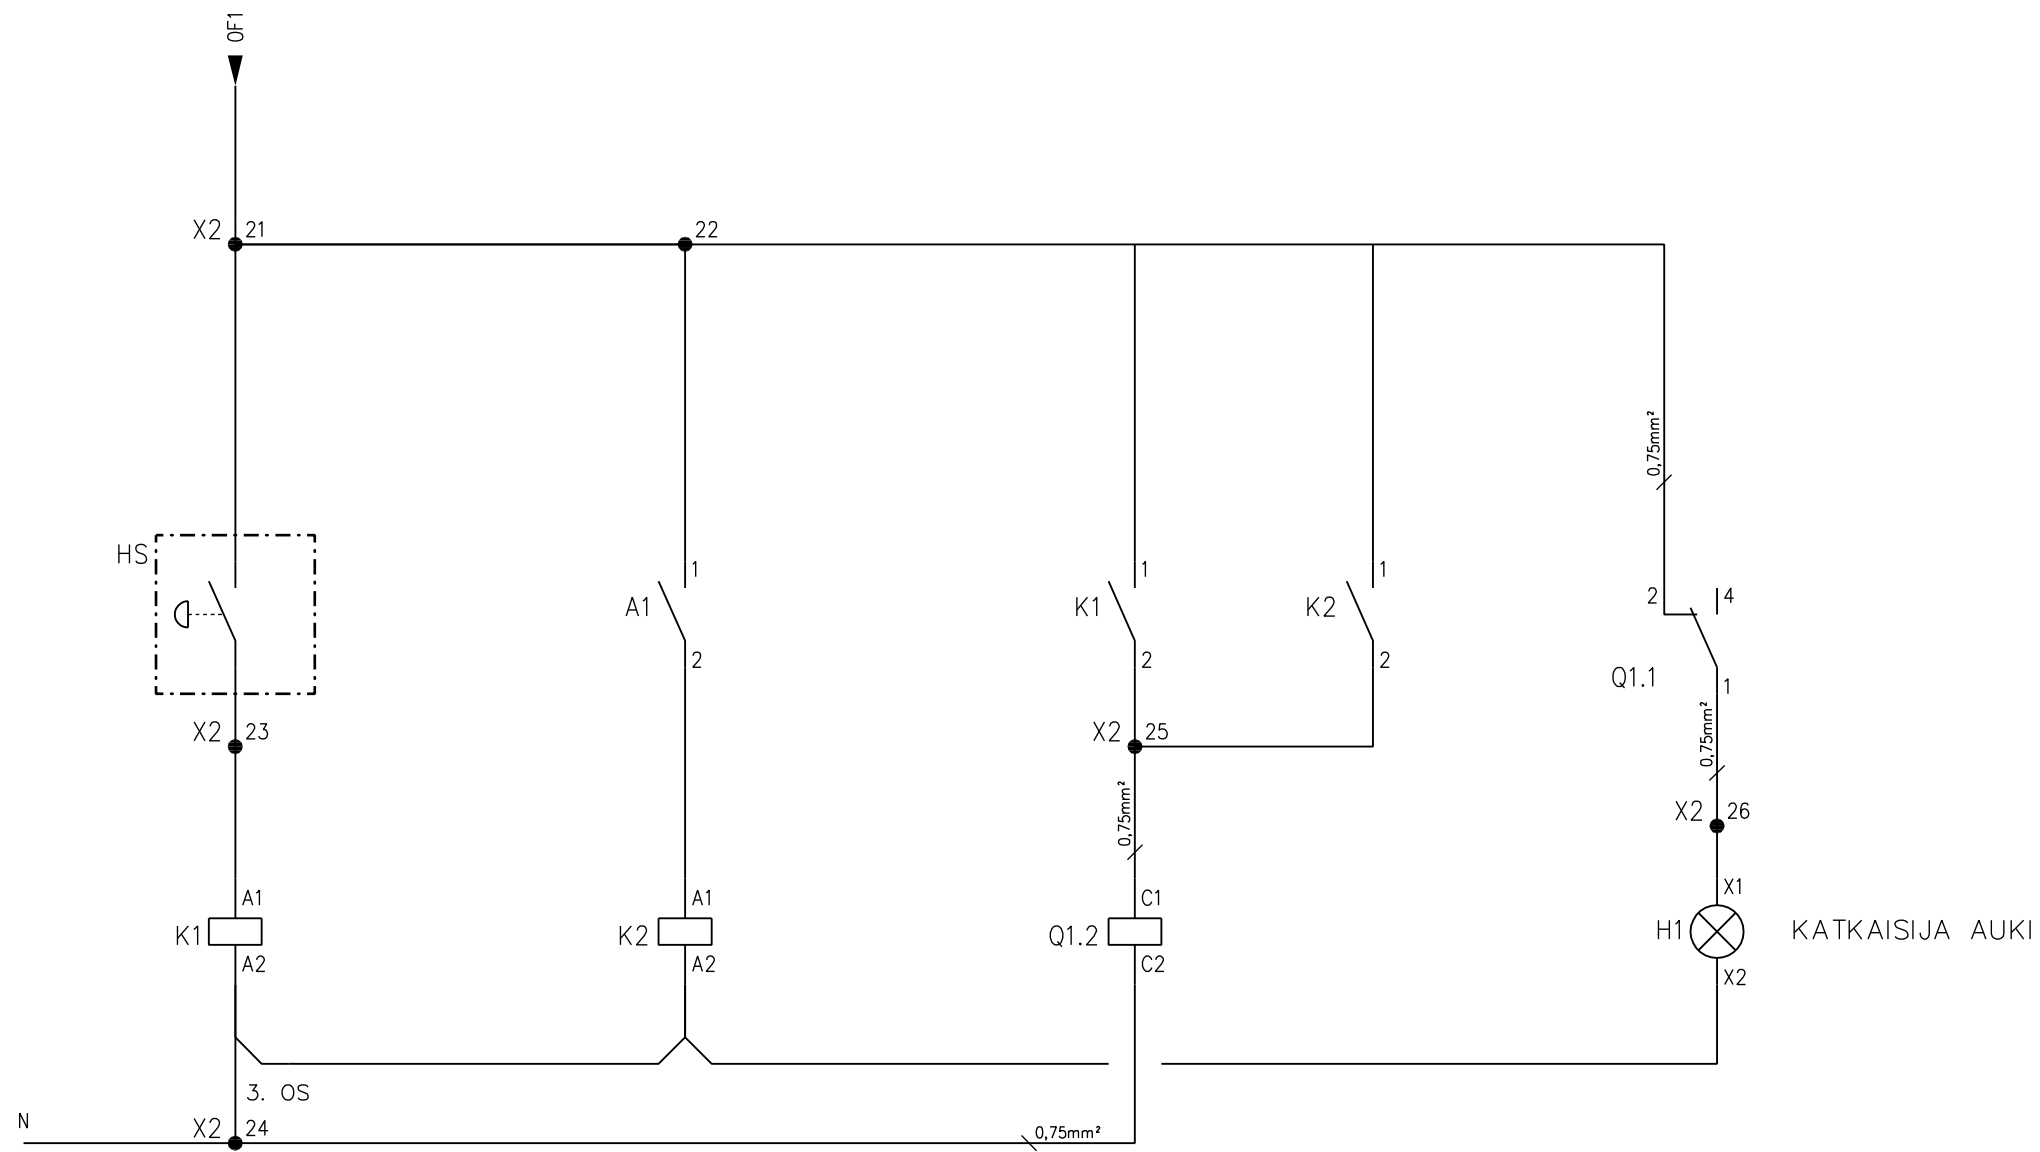 0F1
X2 21
22
0,75mm²
HS
1
1
1
A1
K1
K2
2
4
2
2
2
Q1.1
1
X2 23
X2 25
0,75mm²
0,75mm²
X2 26
A1
A1
C1
X1
K1
K2
Q1.2
H1
KATKAISIJA AUKI
A2
A2
C2
X2
3. OS
N
X2 24
0,75mm²